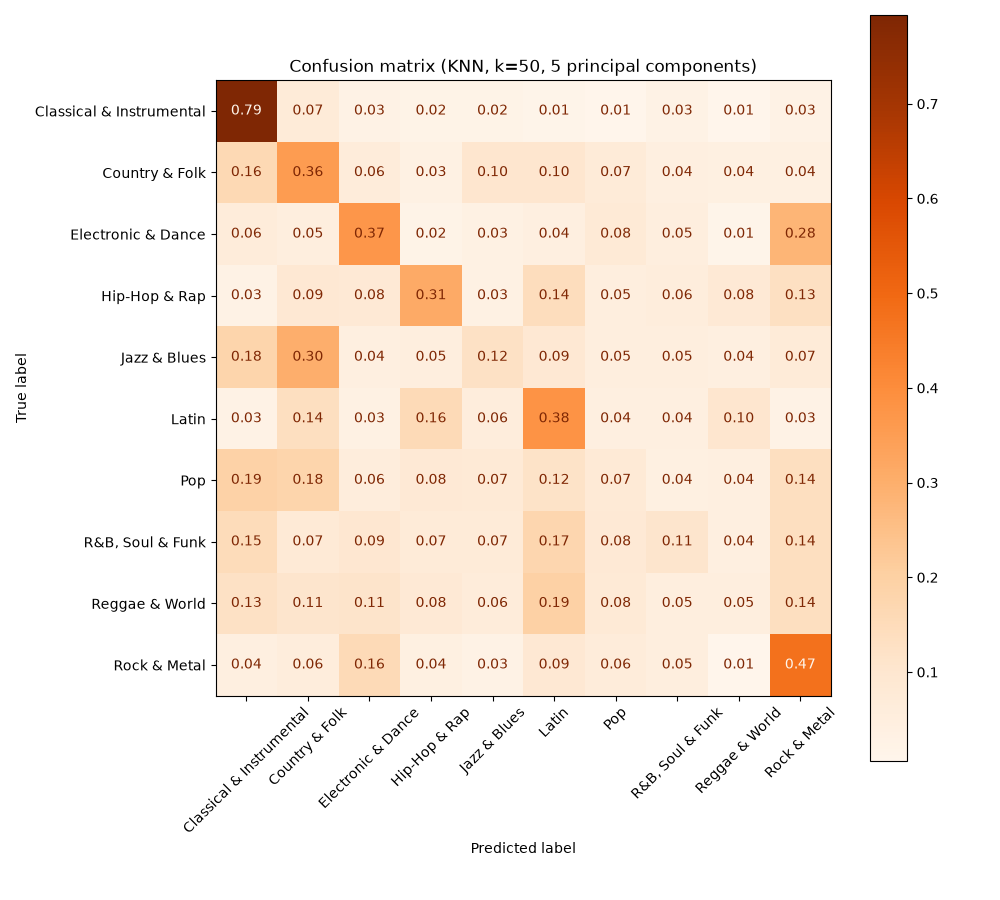 Confusion matrix (KNN, k=50, 5 principal components)
Classical & Instrumental 0.79 0.07 0.03 0.02 0.02 0.01 0.01 0.03 0.01 0.03
Country & Folk 0.16 0.36 0.06 0.03 0.10 0.10 0.07 0.04 0.04 0.04
Electronic & Dance 0.06 0.05 0.37 0.02 0.03 0.04 0.08 0.05 0.01 0.28
Hip-Hop & Rap 0.03 0.09 0.08 0.31 0.03 0.14 0.05 0.06 0.08 0.13
Jazz & Blues 0.18 0.30 0.04 0.05 0.12 0.09 0.05 0.05 0.04 0.07
Latin 0.03 0.14 0.03 0.16 0.06 0.38 0.04 0.04 0.10 0.03
Pop 0.19 0.18 0.06 0.08 0.07 0.12 0.07 0.04 0.04 0.14
R&B, Soul & Funk 0.15 0.07 0.09 0.07 0.07 0.17 0.08 0.11 0.04 0.14
Reggae & World 0.13 0.11 0.11 0.08 0.06 0.19 0.08 0.05 0.05 0.14
Rock & Metal 0.04 0.06 0.16 0.04 0.03 0.09 0.06 0.05 0.01 0.47
True label
Classical & Instrumental
Country & Folk
Electronic & Dance
Hip-Hop & Rap
Jazz & Blues
Latin
Pop
R&B, Soul & Funk
Reggae & World
Rock & Metal
Predicted label
0.7
0.6
0.5
0.4
0.3
0.2
0.1